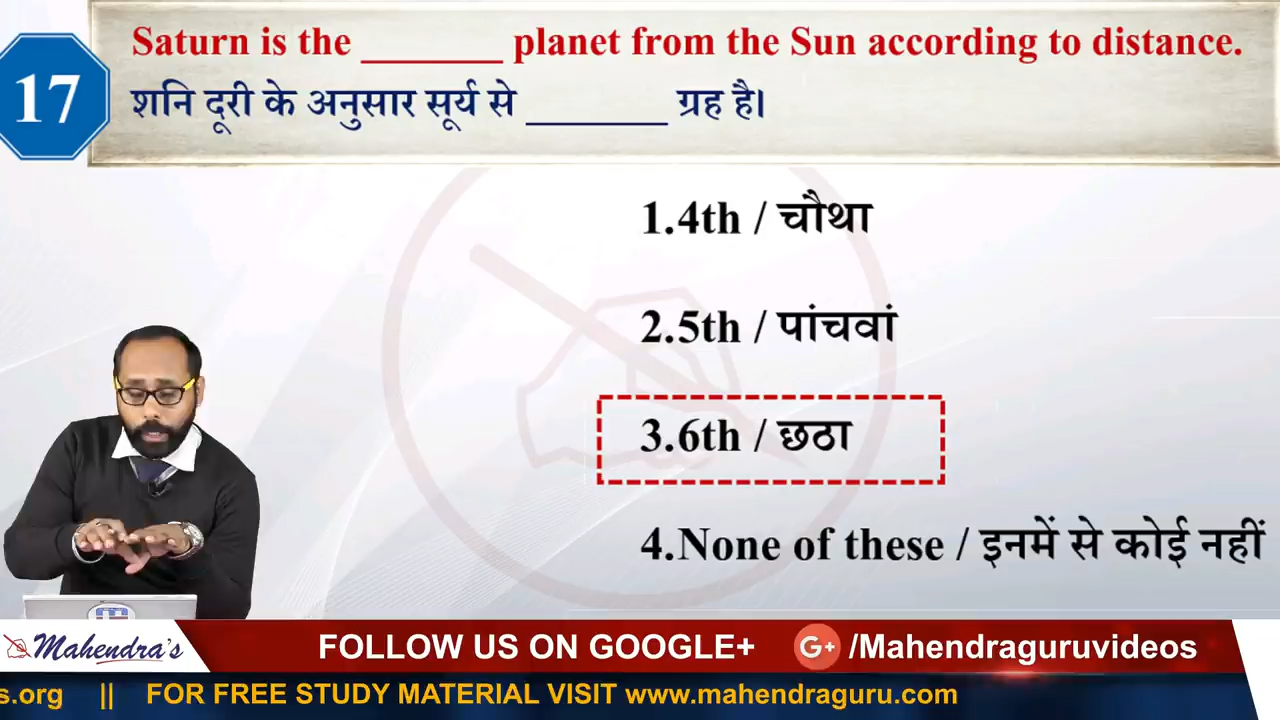 17
Saturn is the _______ planet from the Sun according to distance.
शनि दूरी के अनुसार सूर्य से _______ ग्रह है।
1.4th / चौथा
2.5th / पांचवां
3.6th / छठा
4.None of these / इनमें से कोई नहीं
Mahendra's
FOLLOW US ON GOOGLE+
G+ /Mahendraguruvideos
s.org || FOR FREE STUDY MATERIAL VISIT www.mahendraguru.com